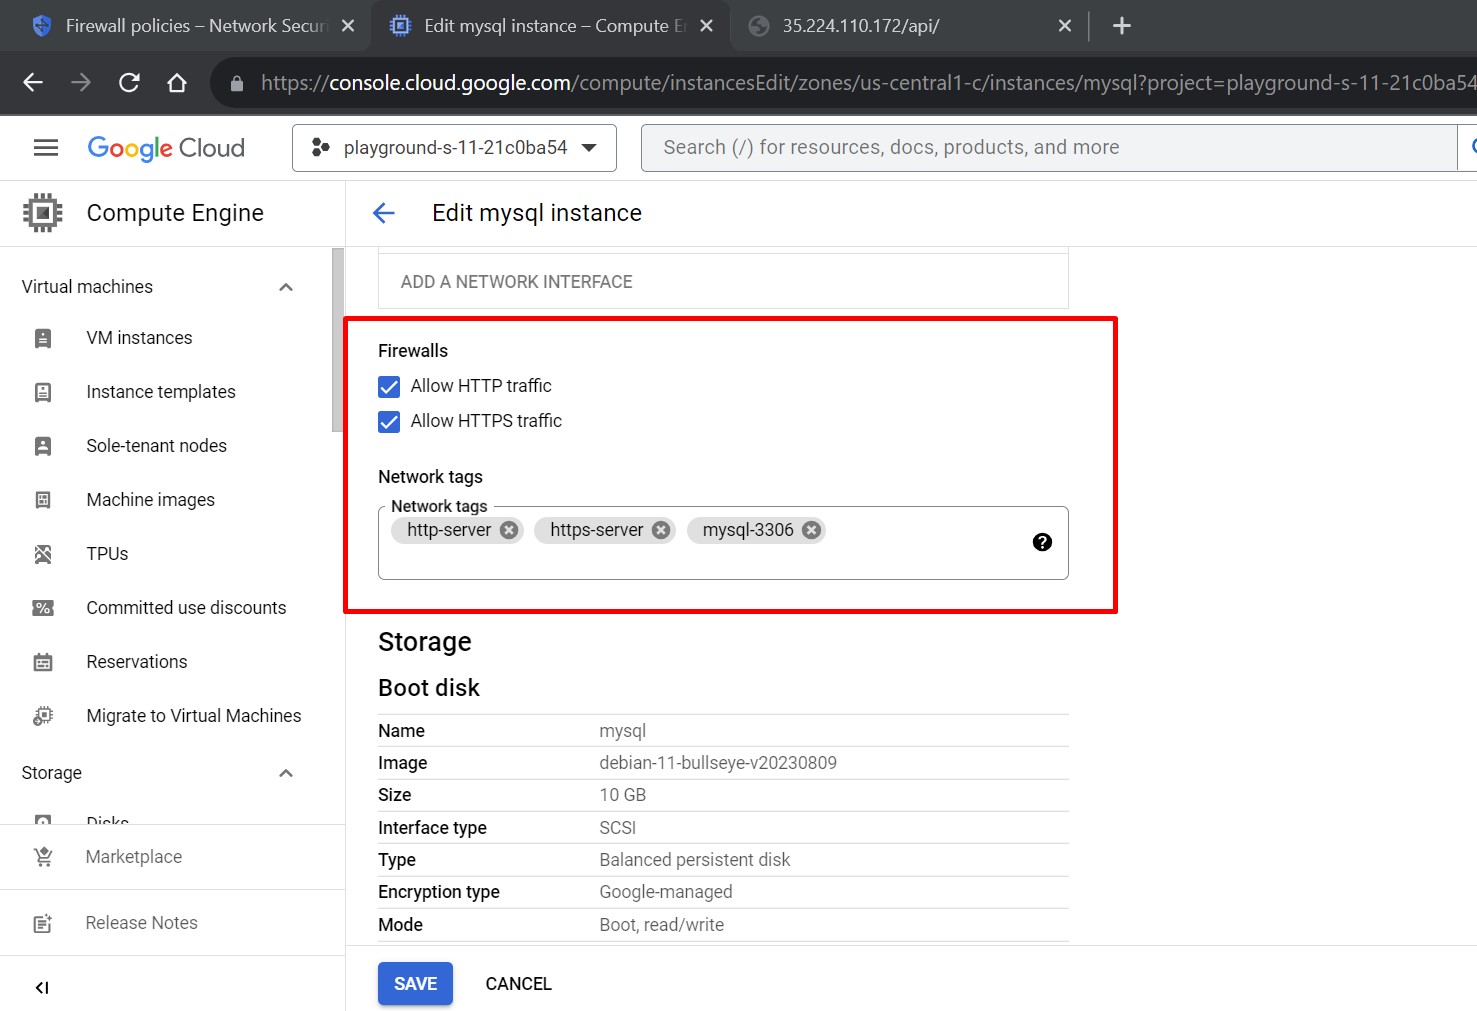 Firewall policies – Network Securi
Edit mysql instance – Compute E
35.224.110.172/api/
https://console.cloud.google.com/compute/instancesEdit/zones/us-central1-c/instances/mysql?project=playground-s-11-21c0ba54
Google Cloud
playground-s-11-21c0ba54
Search (/) for resources, docs, products, and more
Compute Engine
Edit mysql instance
Virtual machines
VM instances
Instance templates
Sole-tenant nodes
Machine images
TPUs
Committed use discounts
Reservations
Migrate to Virtual Machines
Storage
Disks
Marketplace
Release Notes
ADD A NETWORK INTERFACE
Firewalls
Allow HTTP traffic
Allow HTTPS traffic
Network tags
Network tags
http-server https-server mysql-3306
Storage
Boot disk
Name mysql
Image debian-11-bullseye-v20230809
Size 10 GB
Interface type SCSI
Type Balanced persistent disk
Encryption type Google-managed
Mode Boot, read/write
SAVE CANCEL